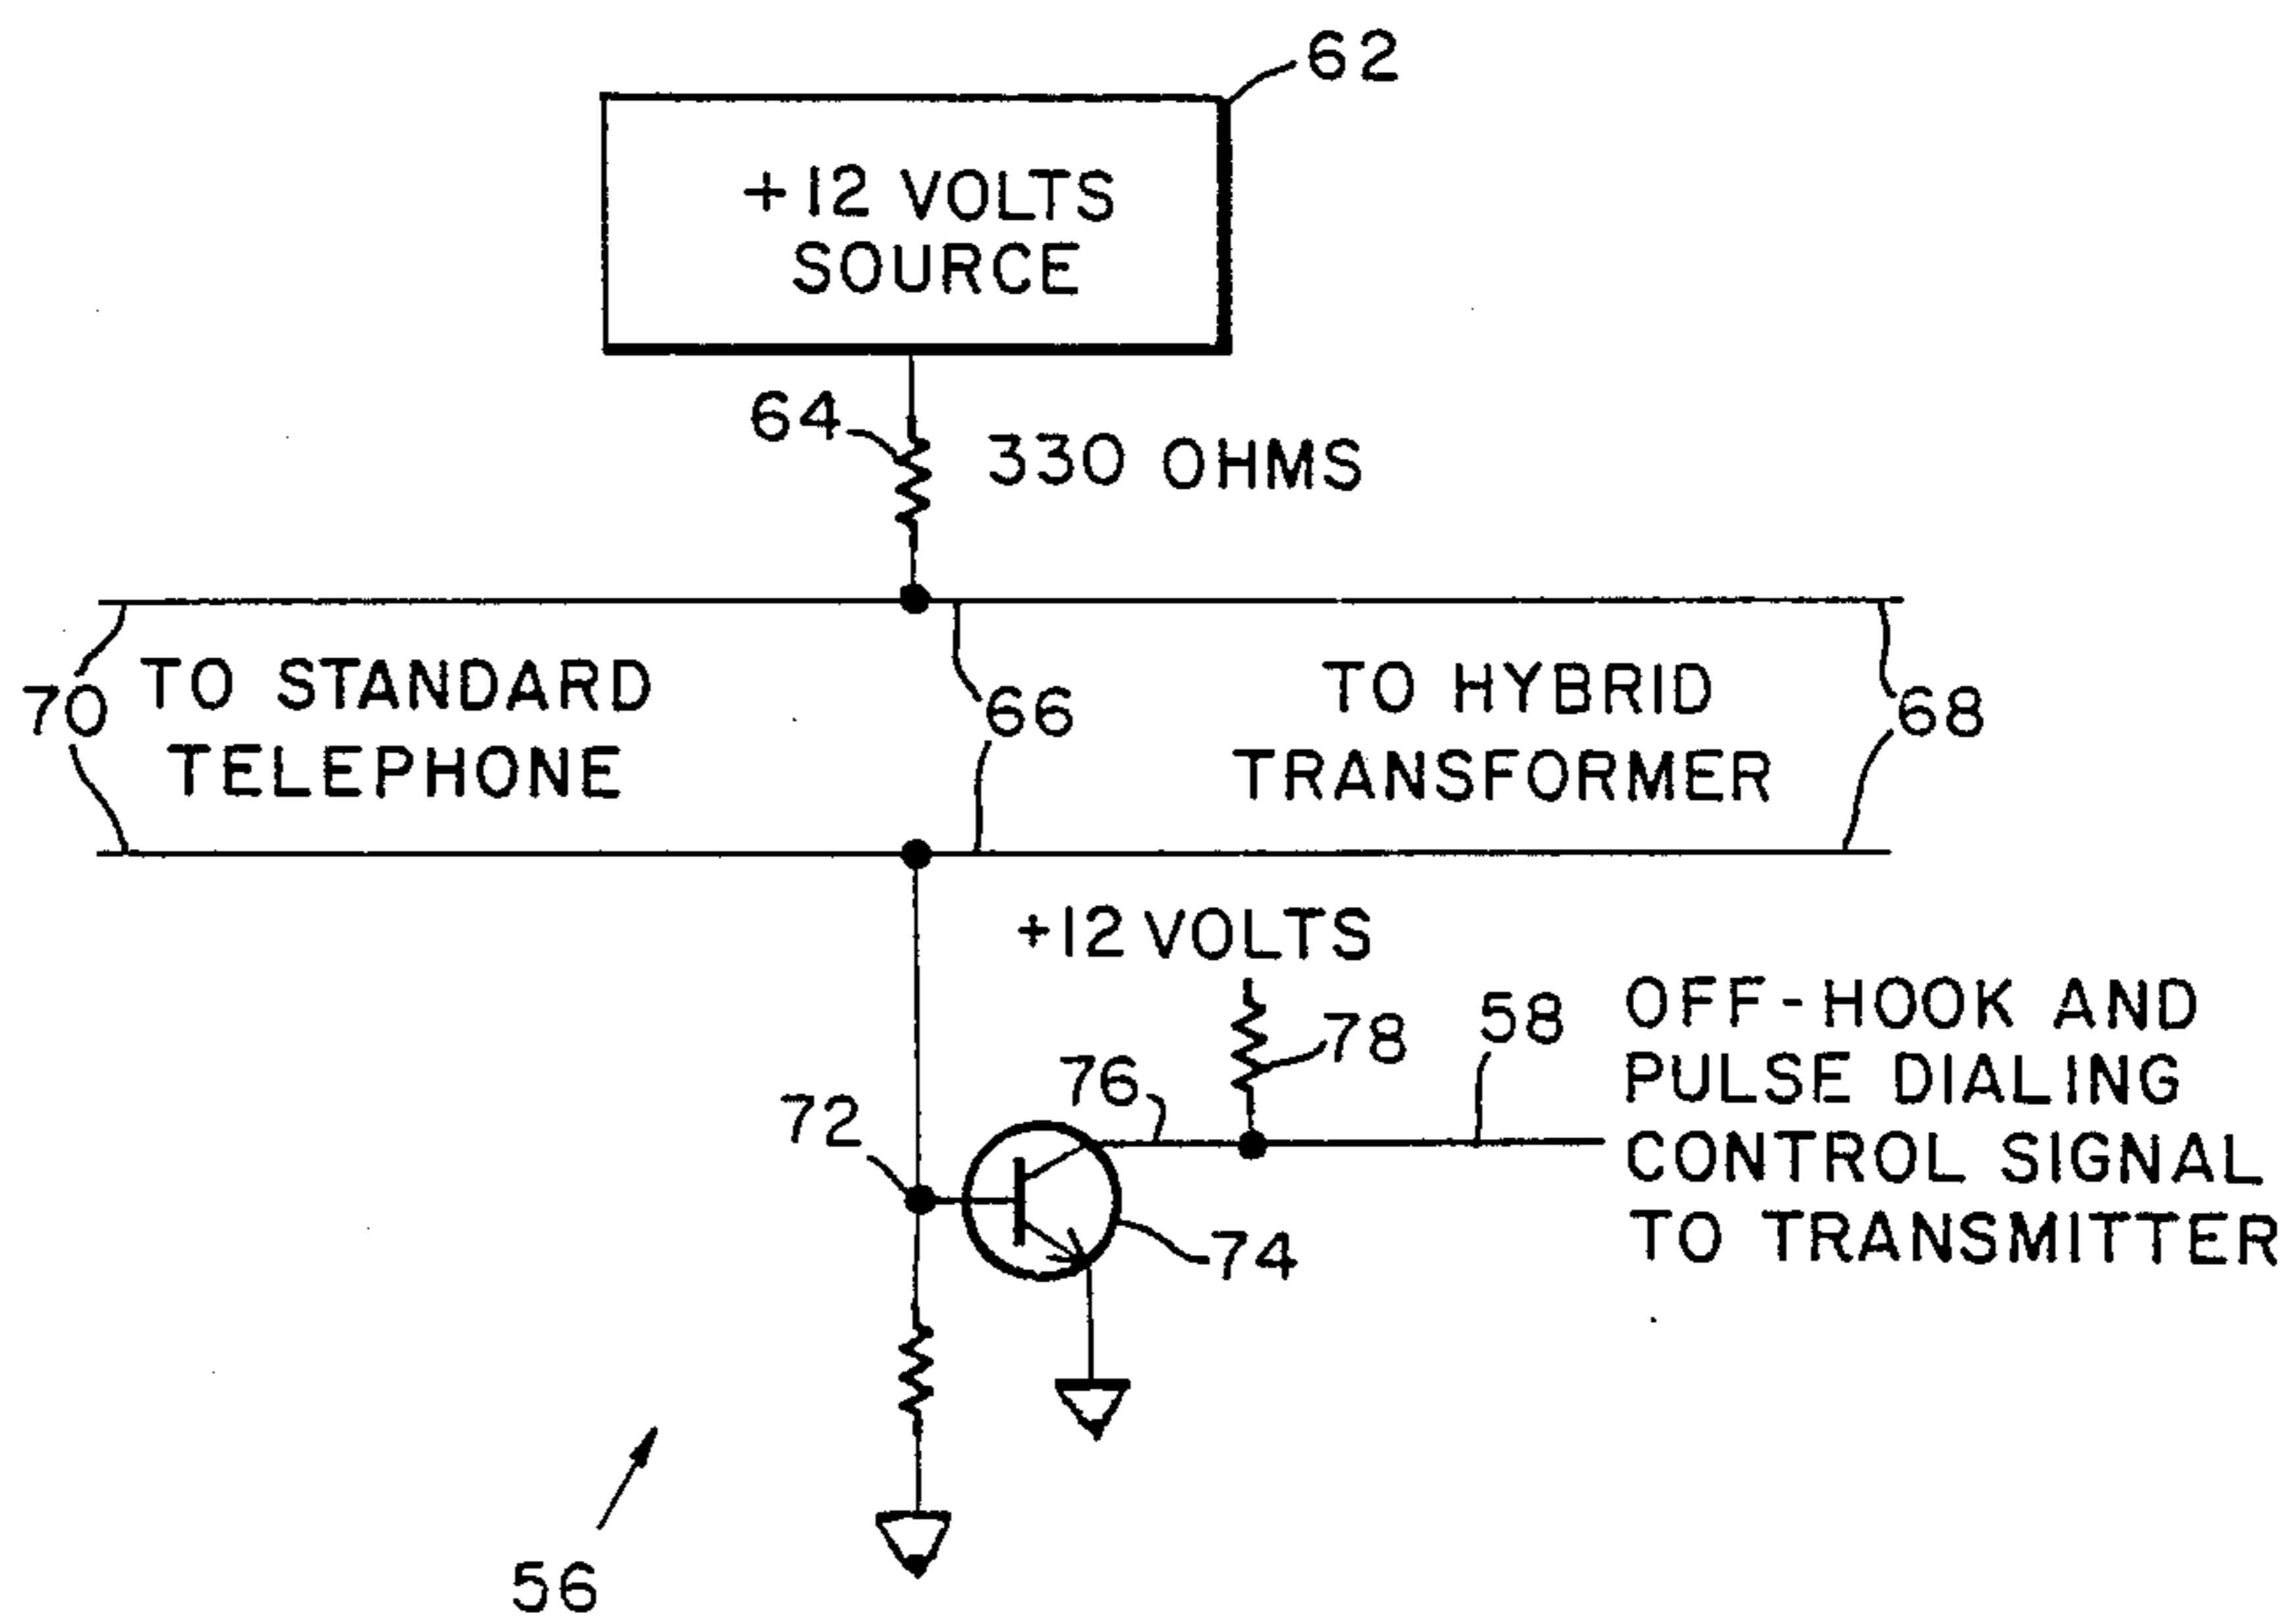 62
+12 VOLTS
SOURCE
64
330 OHMS
70
TO STANDARD
TELEPHONE
66
TO HYBRID
TRANSFORMER
68
+12 VOLTS
78
58
76
72
74
OFF-HOOK AND
PULSE DIALING
CONTROL SIGNAL
TO TRANSMITTER
56